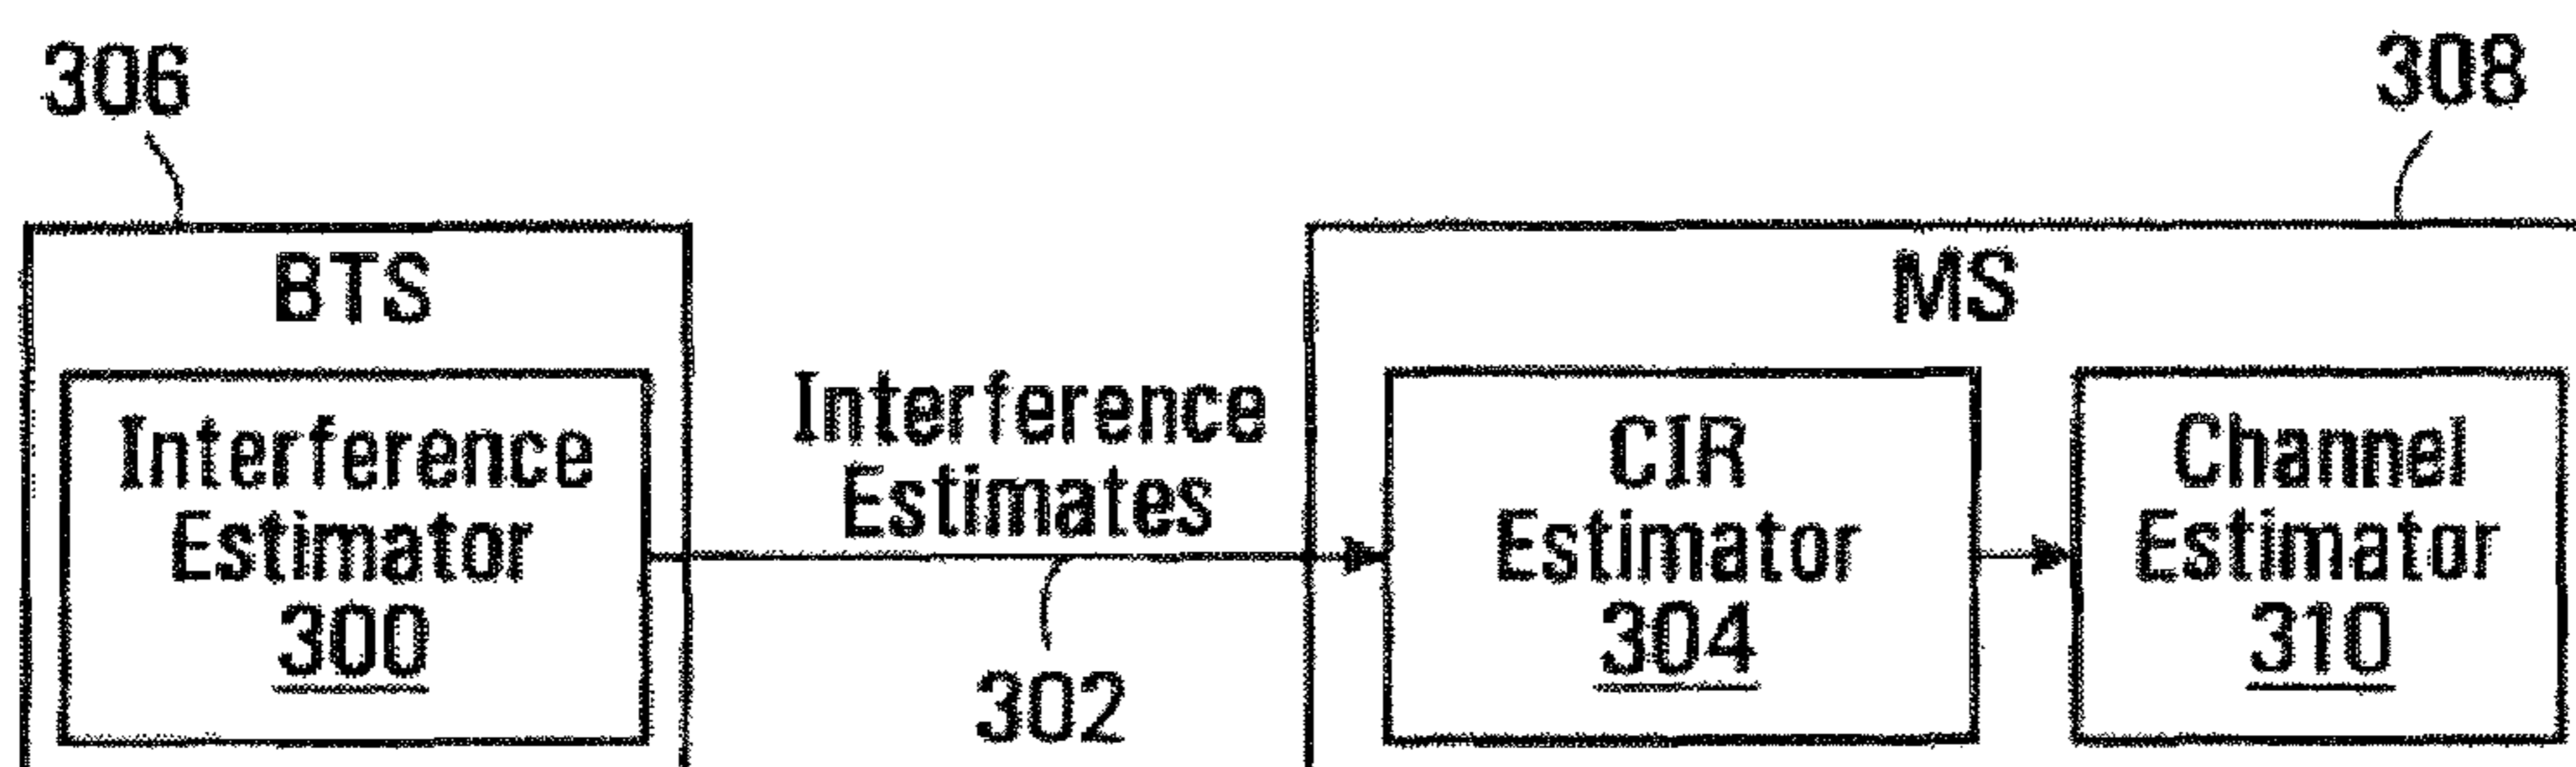 306
308
BTS
MS
Interference
Estimator
300
Interference
Estimates
302
CIR
Estimator
304
Channel
Estimator
310